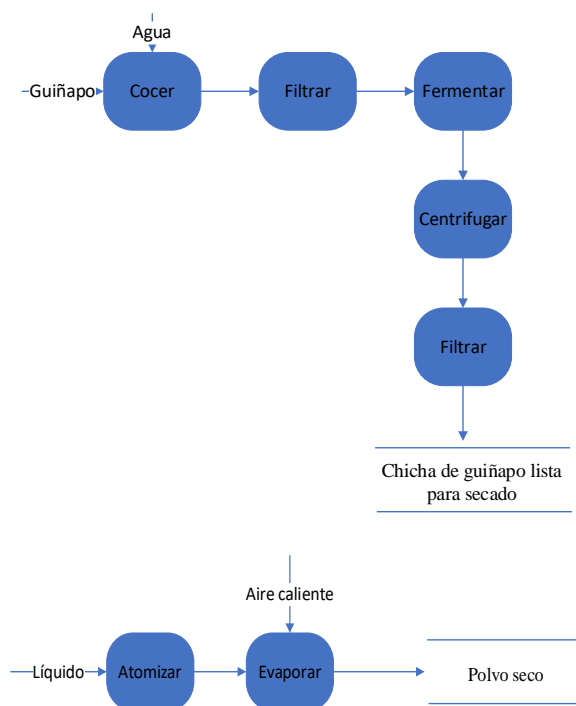 Agua
Guiñapo
Cocer
Filtrar
Fermentar
Centrifugar
Filtrar
Chicha de guiñapo lista
para secado
Aire caliente
Líquido
Atomizar
Evaporar
Polvo seco